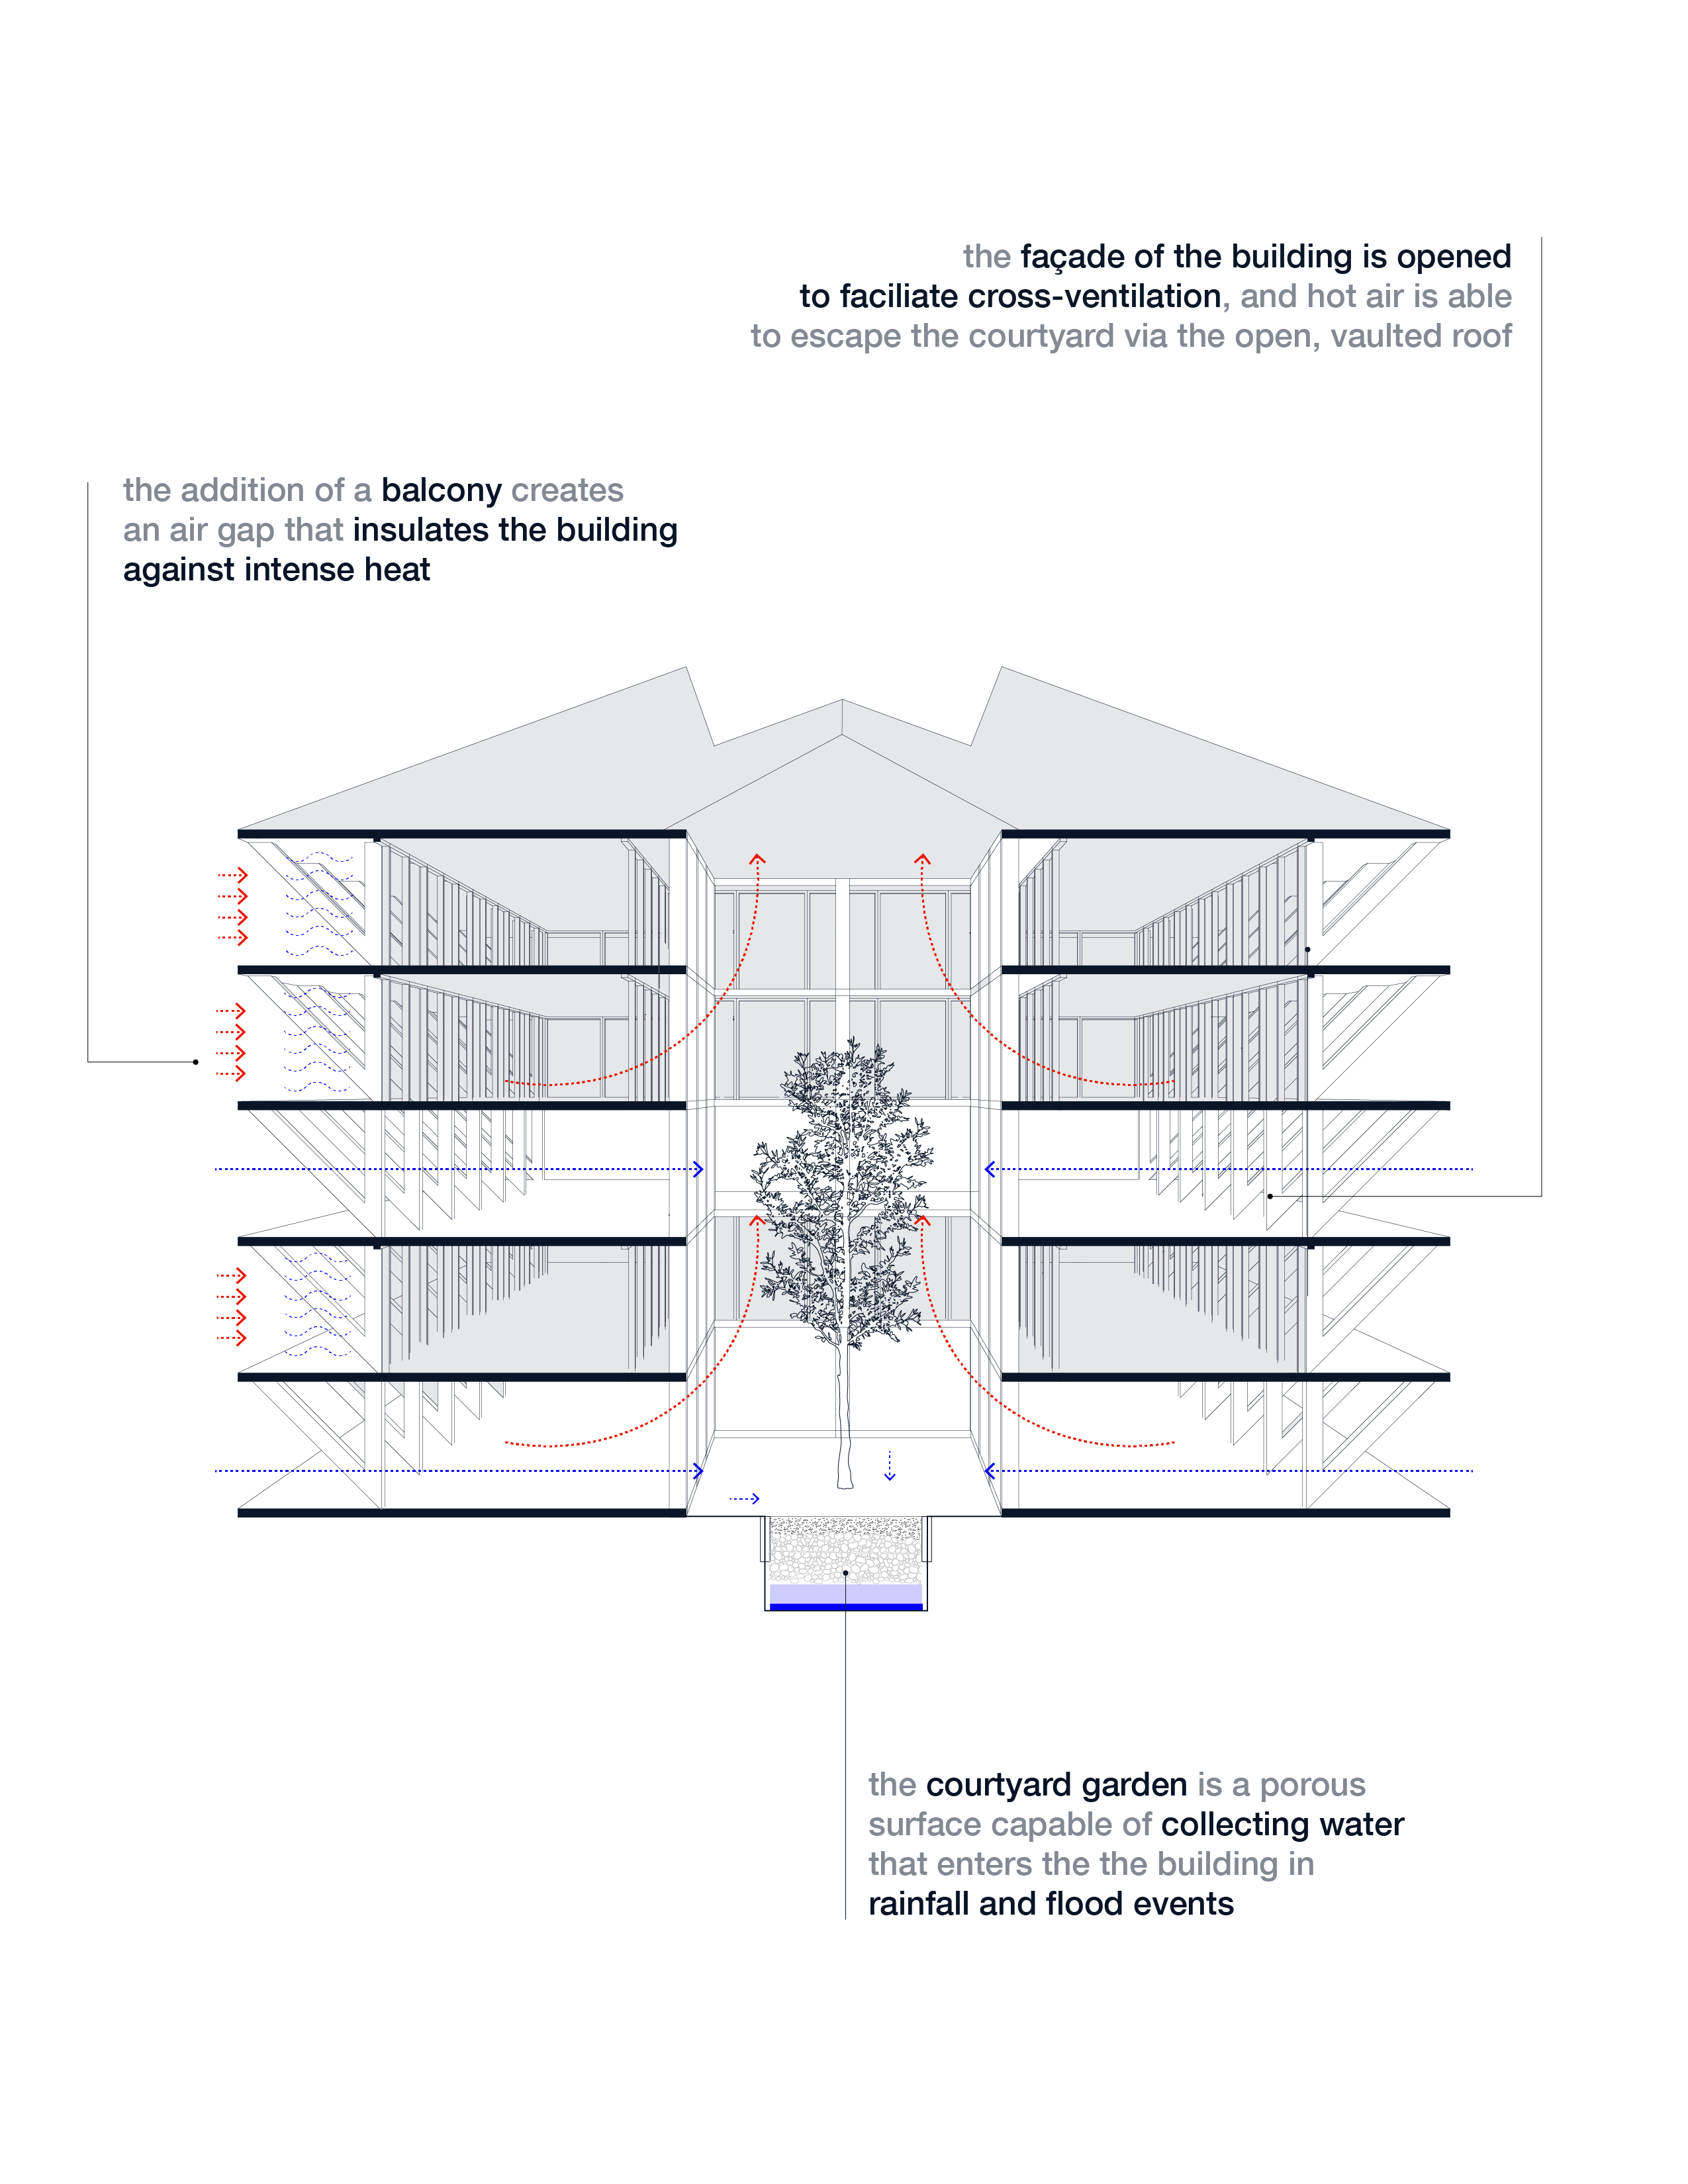 the façade of the building is opened
to faciliate cross-ventilation, and hot air is able
to escape the courtyard via the open, vaulted roof
the addition of a balcony creates
an air gap that insulates the building
against intense heat
the courtyard garden is a porous
surface capable of collecting water
that enters the the building in
rainfall and flood events